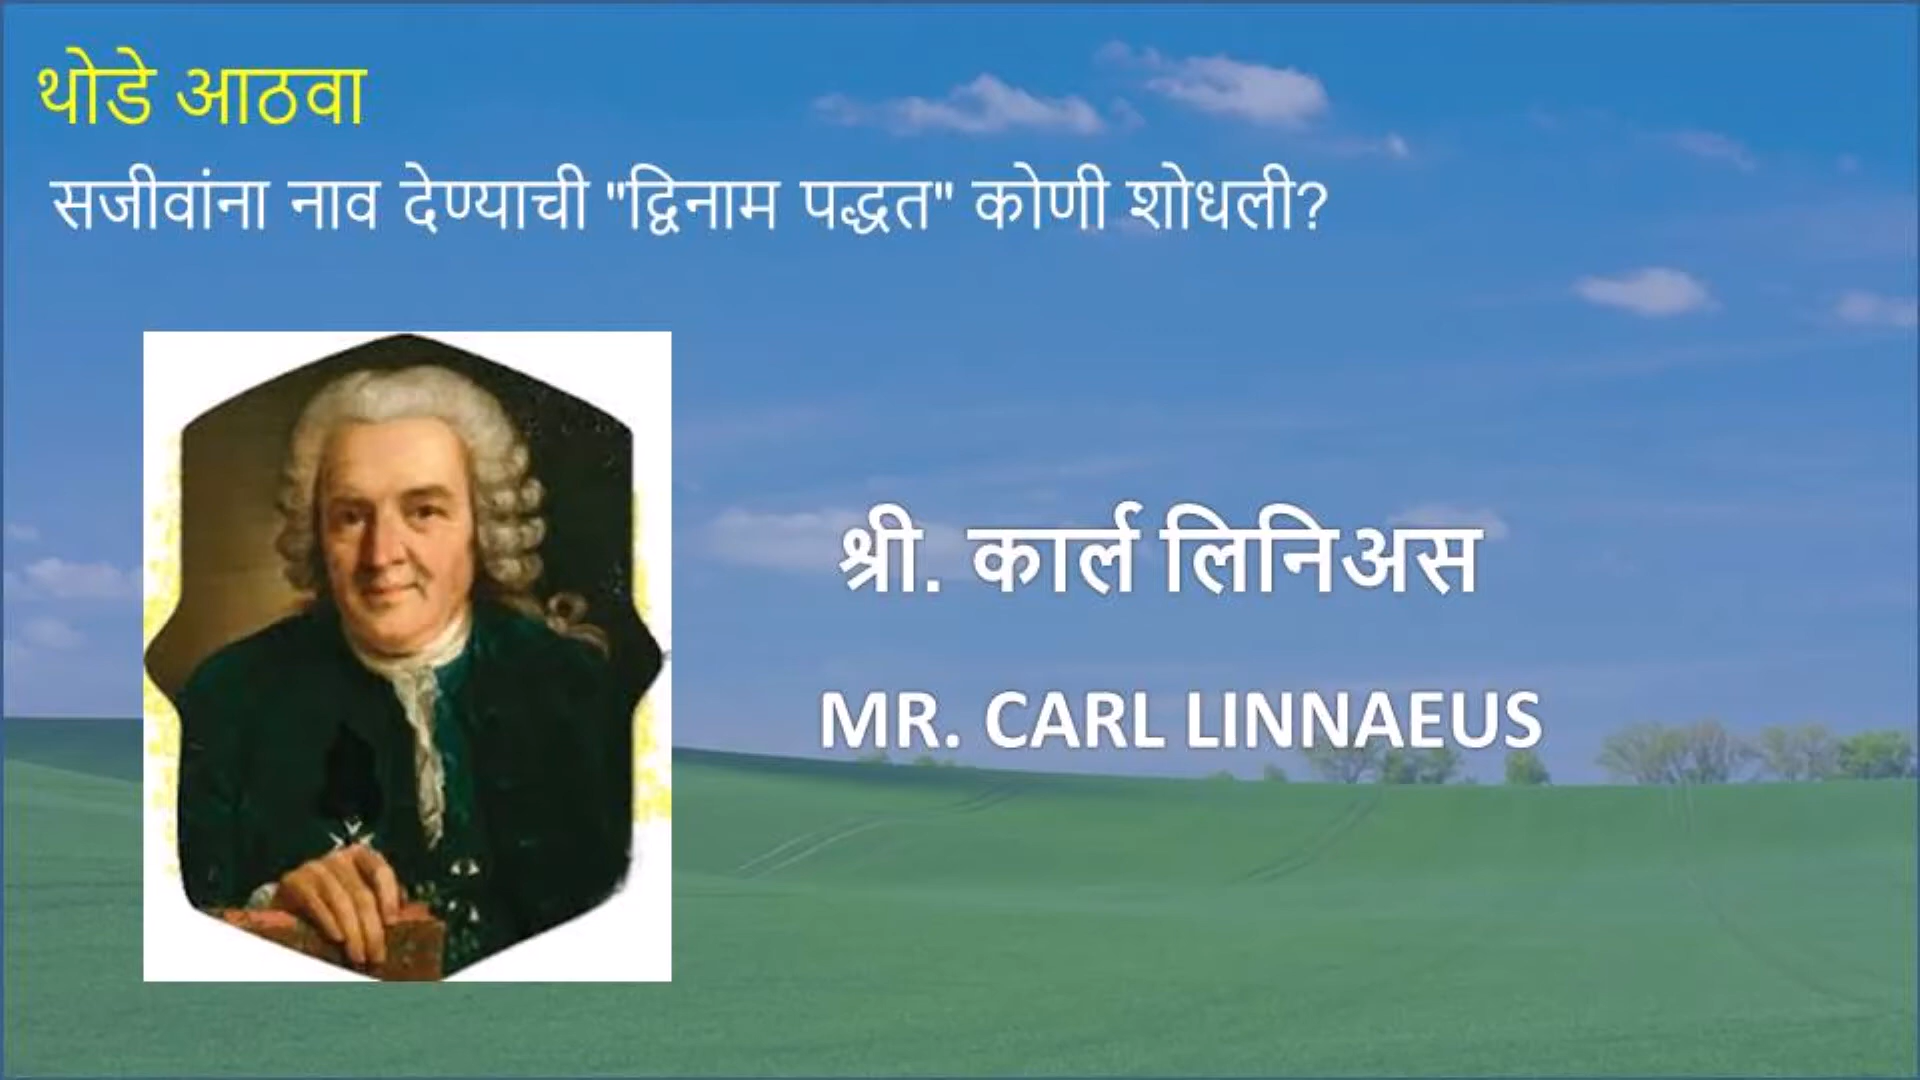 थोडे आठवा
सजीवांना नाव देण्याची "द्विनाम पद्धत" कोणी शोधली?
श्री. कार्ल लिनिअस
MR. CARL LINNAEUS